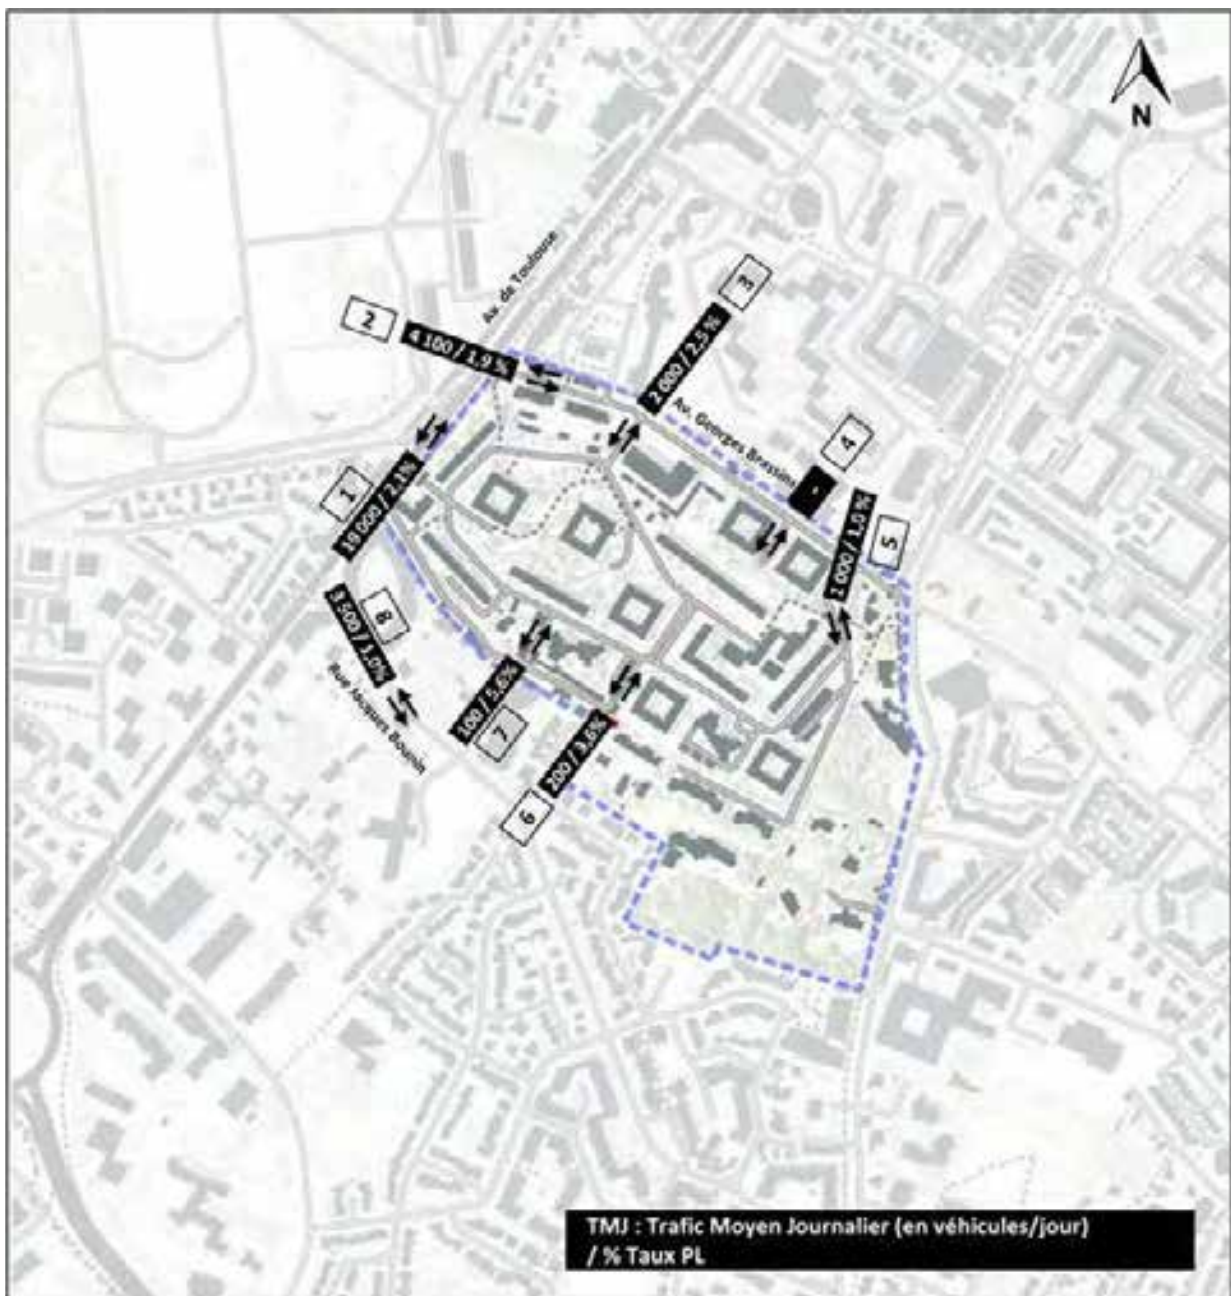 N
Av. de Toulouse
2
4 100 / 1,9 %
3
2 000 / 2,5 %
Av. Georges Brassens
4
-
1
19 000 / 2,1%
5
1 000 / 1,0 %
8
3 500 / 1,0%
Rue Jacques Bounin
7
100 / 5,6%
6
200 / 3,6%
TMJ : Trafic Moyen Journalier (en véhicules/jour)
/ % Taux PL